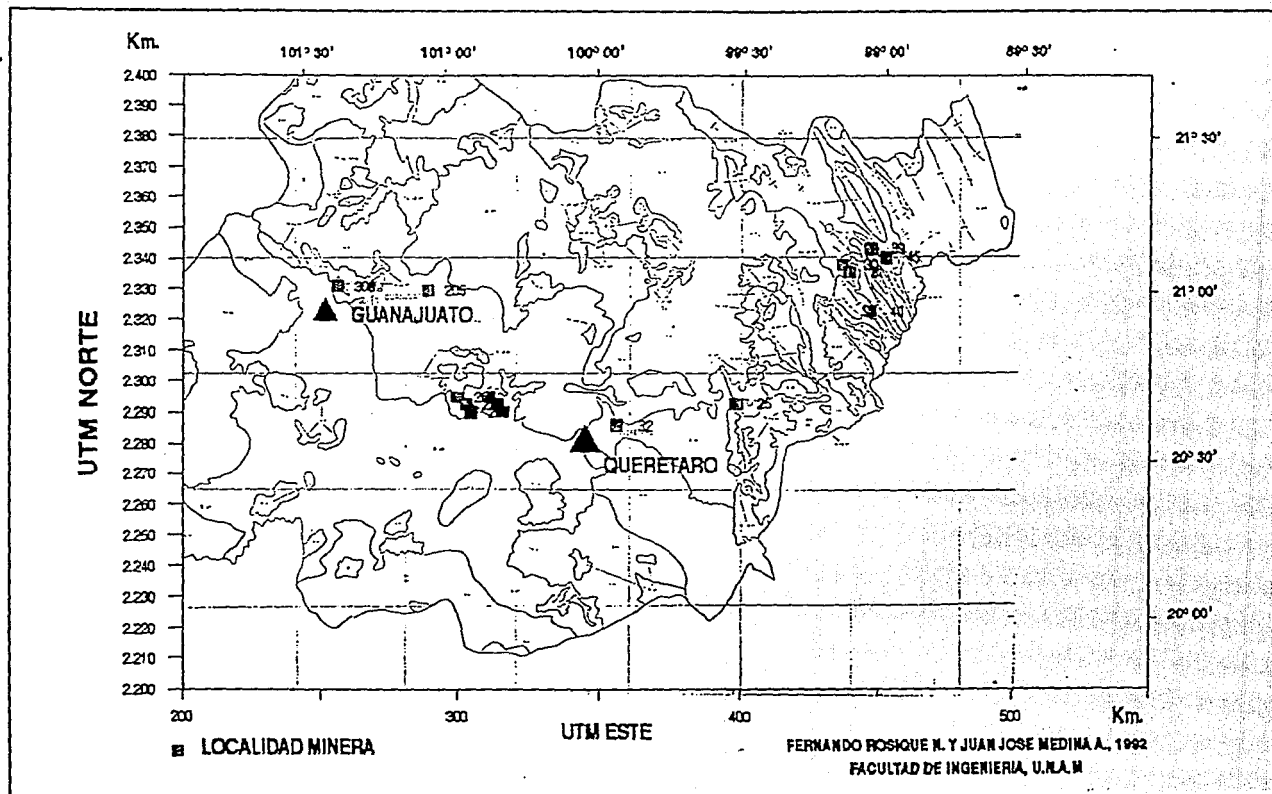 Km. 101° 30' 101° 00' 100° 00' 99° 30' 99° 00' 89° 30'
2.400
2.390
2.380 21° 30'
2.370
2.360
2.350
2.340
2.330 21° 00'
2.320
GUANAJUATO
2.310
2.300
2.290
25
32
2.280
QUERETARO 20° 30'
2.270
2.260
2.250
2.240
2.230
2.220 20° 00'
2.210
2.200
UTM NORTE
200 300 400 500
UTM ESTE Km.
LOCALIDAD MINERA
FERNANDO ROSIQUE N. Y JUAN JOSE MEDINA A., 1992
FACULTAD DE INGENIERIA, U.N.A.M